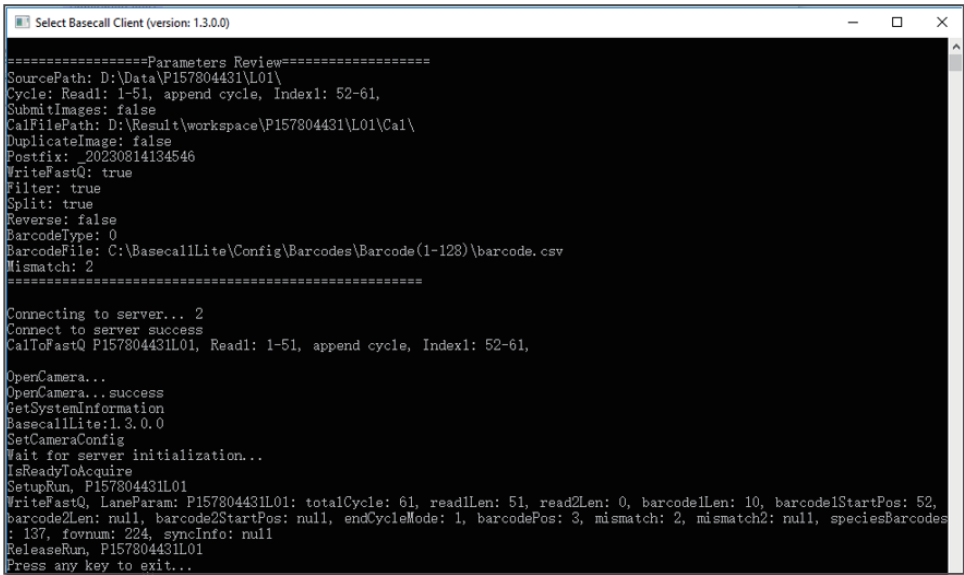 Select Basecall Client (version: 1.3.0.0)
==================Parameters Review===================
SourcePath: D:\Data\P157804431\L01\
Cycle: Read1: 1-51, append cycle, Index1: 52-61,
SubmitImages: false
CalFilePath: D:\Result\workspace\P157804431\L01\Cal\
DuplicateImage: false
Postfix: _20230814134546
WriteFastQ: true
Filter: true
Split: true
Reverse: false
BarcodeType: 0
BarcodeFile: C:\BasecallLite\Config\Barcodes\Barcode(1-128)\barcode.csv
Mismatch: 2
=====================================================
Connecting to server... 2
Connect to server success
CalToFastQ P157804431L01, Read1: 1-51, append cycle, Index1: 52-61,
OpenCamera...
OpenCamera...success
GetSystemInformation
BasecallLite:1.3.0.0
SetCameraConfig
Wait for server initialization...
IsReadyToAcquire
SetupRun, P157804431L01
WriteFastQ, LaneParam: P157804431L01: totalCycle: 61, read1Len: 51, read2Len: 0, barcode1Len: 10, barcode1StartPos: 52,
barcode2Len: null, barcode2StartPos: null, endCycleMode: 1, barcodePos: 3, mismatch: 2, mismatch2: null, speciesBarcodes
: 137, fovnum: 224, syncInfo: null
ReleaseRun, P157804431L01
Press any key to exit...